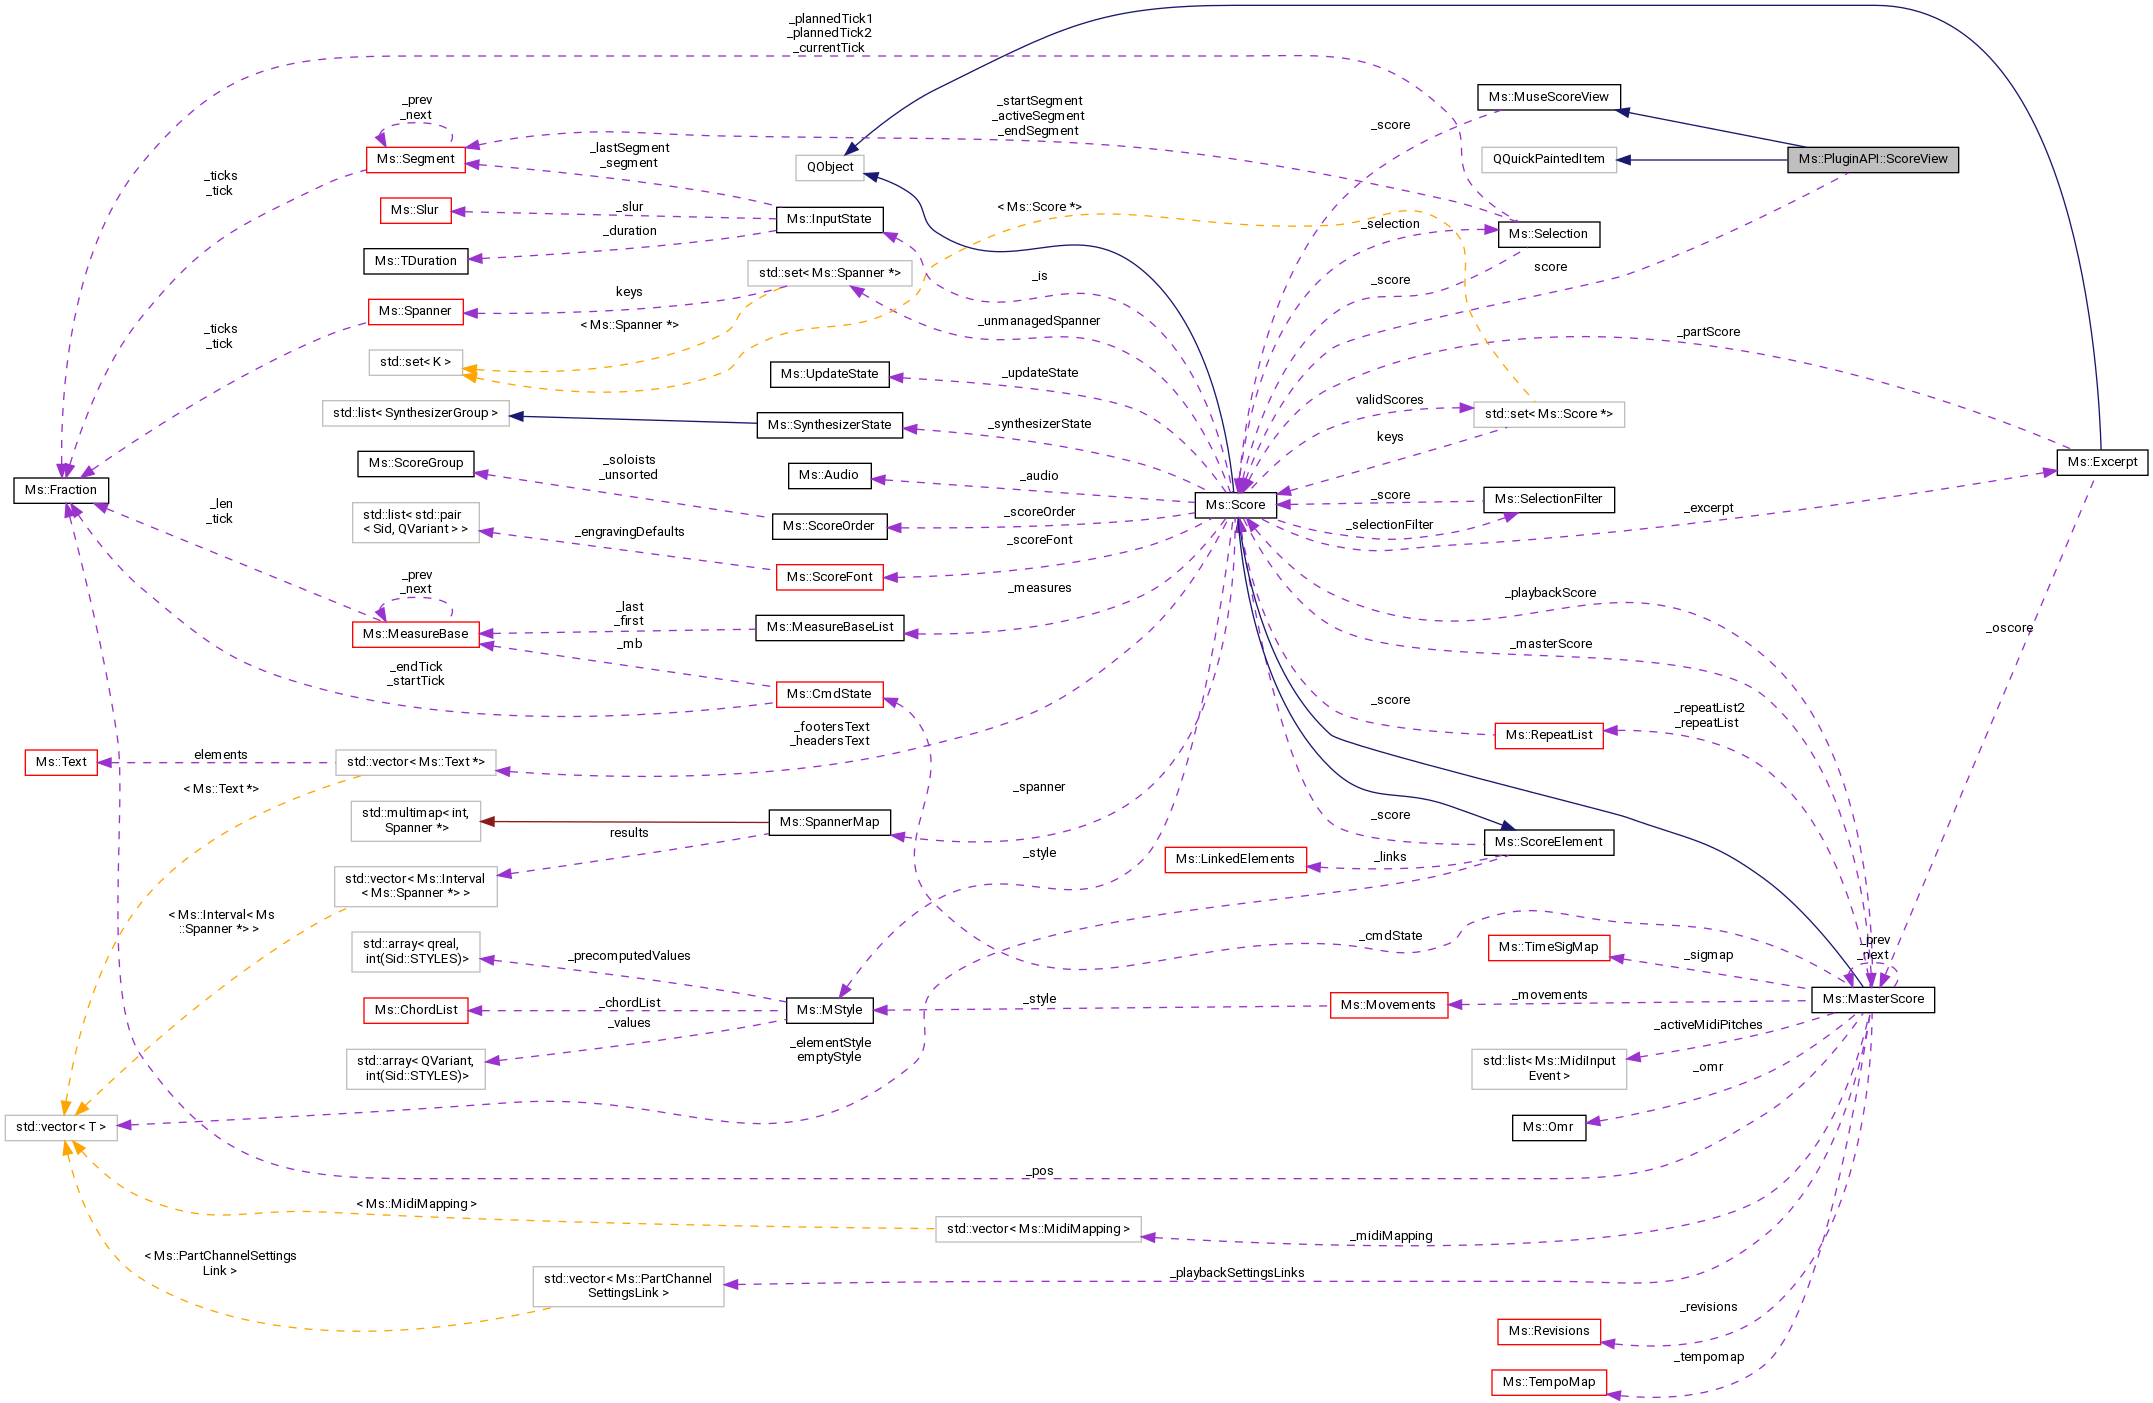 _plannedTick1
_plannedTick2
_currentTick
_prev
_next
_startSegment
_activeSegment
_endSegment
Ms::MuseScoreView
_score
_lastSegment
_segment
Ms::Segment
QObject
QQuickPaintedItem
Ms::PluginAPI::ScoreView
_ticks
_tick
Ms::Slur
_slur
Ms::InputState
< Ms::Score *>
_selection
Ms::Selection
_duration
Ms::TDuration
std::set< Ms::Spanner *>
_is
_score
score
keys
Ms::Spanner
< Ms::Spanner *>
_unmanagedSpanner
_partScore
_ticks
_tick
std::set< K >
Ms::UpdateState
_updateState
validScores
std::set< Ms::Score *>
std::list< SynthesizerGroup >
Ms::SynthesizerState
_synthesizerState
keys
Ms::ScoreGroup
_soloists
_unsorted
Ms::Audio
_audio
Ms::Excerpt
Ms::Fraction
Ms::Score
_score
Ms::SelectionFilter
_len
_tick
std::list< std::pair
< Sid, QVariant > >
_engravingDefaults
Ms::ScoreOrder
_scoreOrder
_selectionFilter
_excerpt
_scoreFont
Ms::ScoreFont
_prev
_next
_measures
_playbackScore
Ms::MeasureBase
_last
_first
Ms::MeasureBaseList
_oscore
_mb
_masterScore
_endTick
_startTick
Ms::CmdState
_score
_repeatList2
_repeatList
_footersText
_headersText
Ms::RepeatList
Ms::Text
elements
std::vector< Ms::Text *>
< Ms::Text *>
_spanner
std::multimap< int,
Spanner *>
Ms::SpannerMap
results
_score
Ms::ScoreElement
_style
Ms::LinkedElements
_links
std::vector< Ms::Interval
< Ms::Spanner *> >
< Ms::Interval< Ms
::Spanner *> >
std::array< qreal,
int(Sid::STYLES)>
_precomputedValues
_cmdState
Ms::TimeSigMap
_sigmap
_prev
_next
Ms::ChordList
_chordList
Ms::MStyle
_style
Ms::Movements
_movements
Ms::MasterScore
_values
_activeMidiPitches
std::array< QVariant,
int(Sid::STYLES)>
_elementStyle
emptyStyle
std::list< Ms::MidiInput
Event >
_omr
std::vector< T >
Ms::Omr
_pos
< Ms::MidiMapping >
std::vector< Ms::MidiMapping >
_midiMapping
< Ms::PartChannelSettings
Link >
std::vector< Ms::PartChannel
SettingsLink >
_playbackSettingsLinks
_revisions
Ms::Revisions
_tempomap
Ms::TempoMap